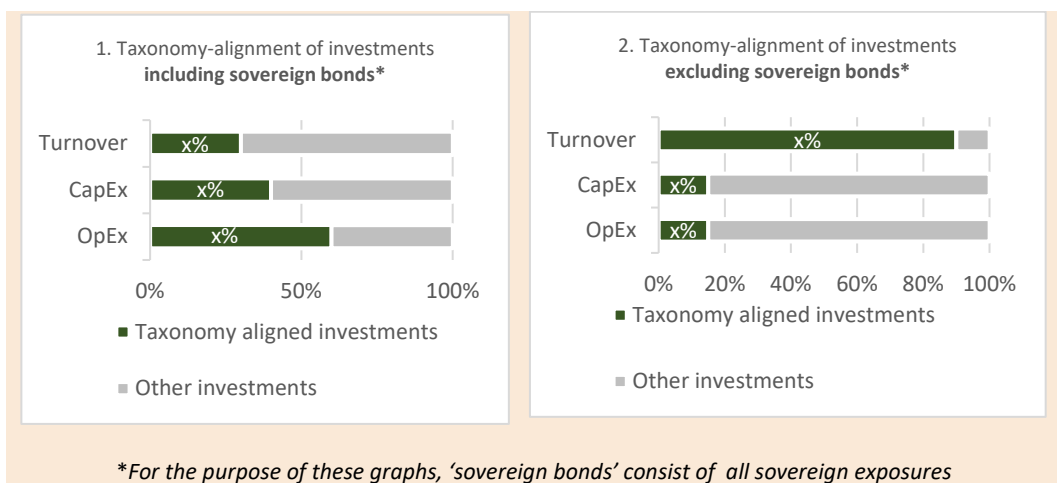 1. Taxonomy-alignment of investments
including sovereign bonds*
Turnover
x%
CapEx
x%
OpEx
x%
0% 50% 100%
Taxonomy aligned investments
Other investments
2. Taxonomy-alignment of investments
excluding sovereign bonds*
Turnover
x%
CapEx
x%
OpEx
x%
0% 20% 40% 60% 80% 100%
Taxonomy aligned investments
Other investments
*For the purpose of these graphs, ‘sovereign bonds’ consist of all sovereign exposures